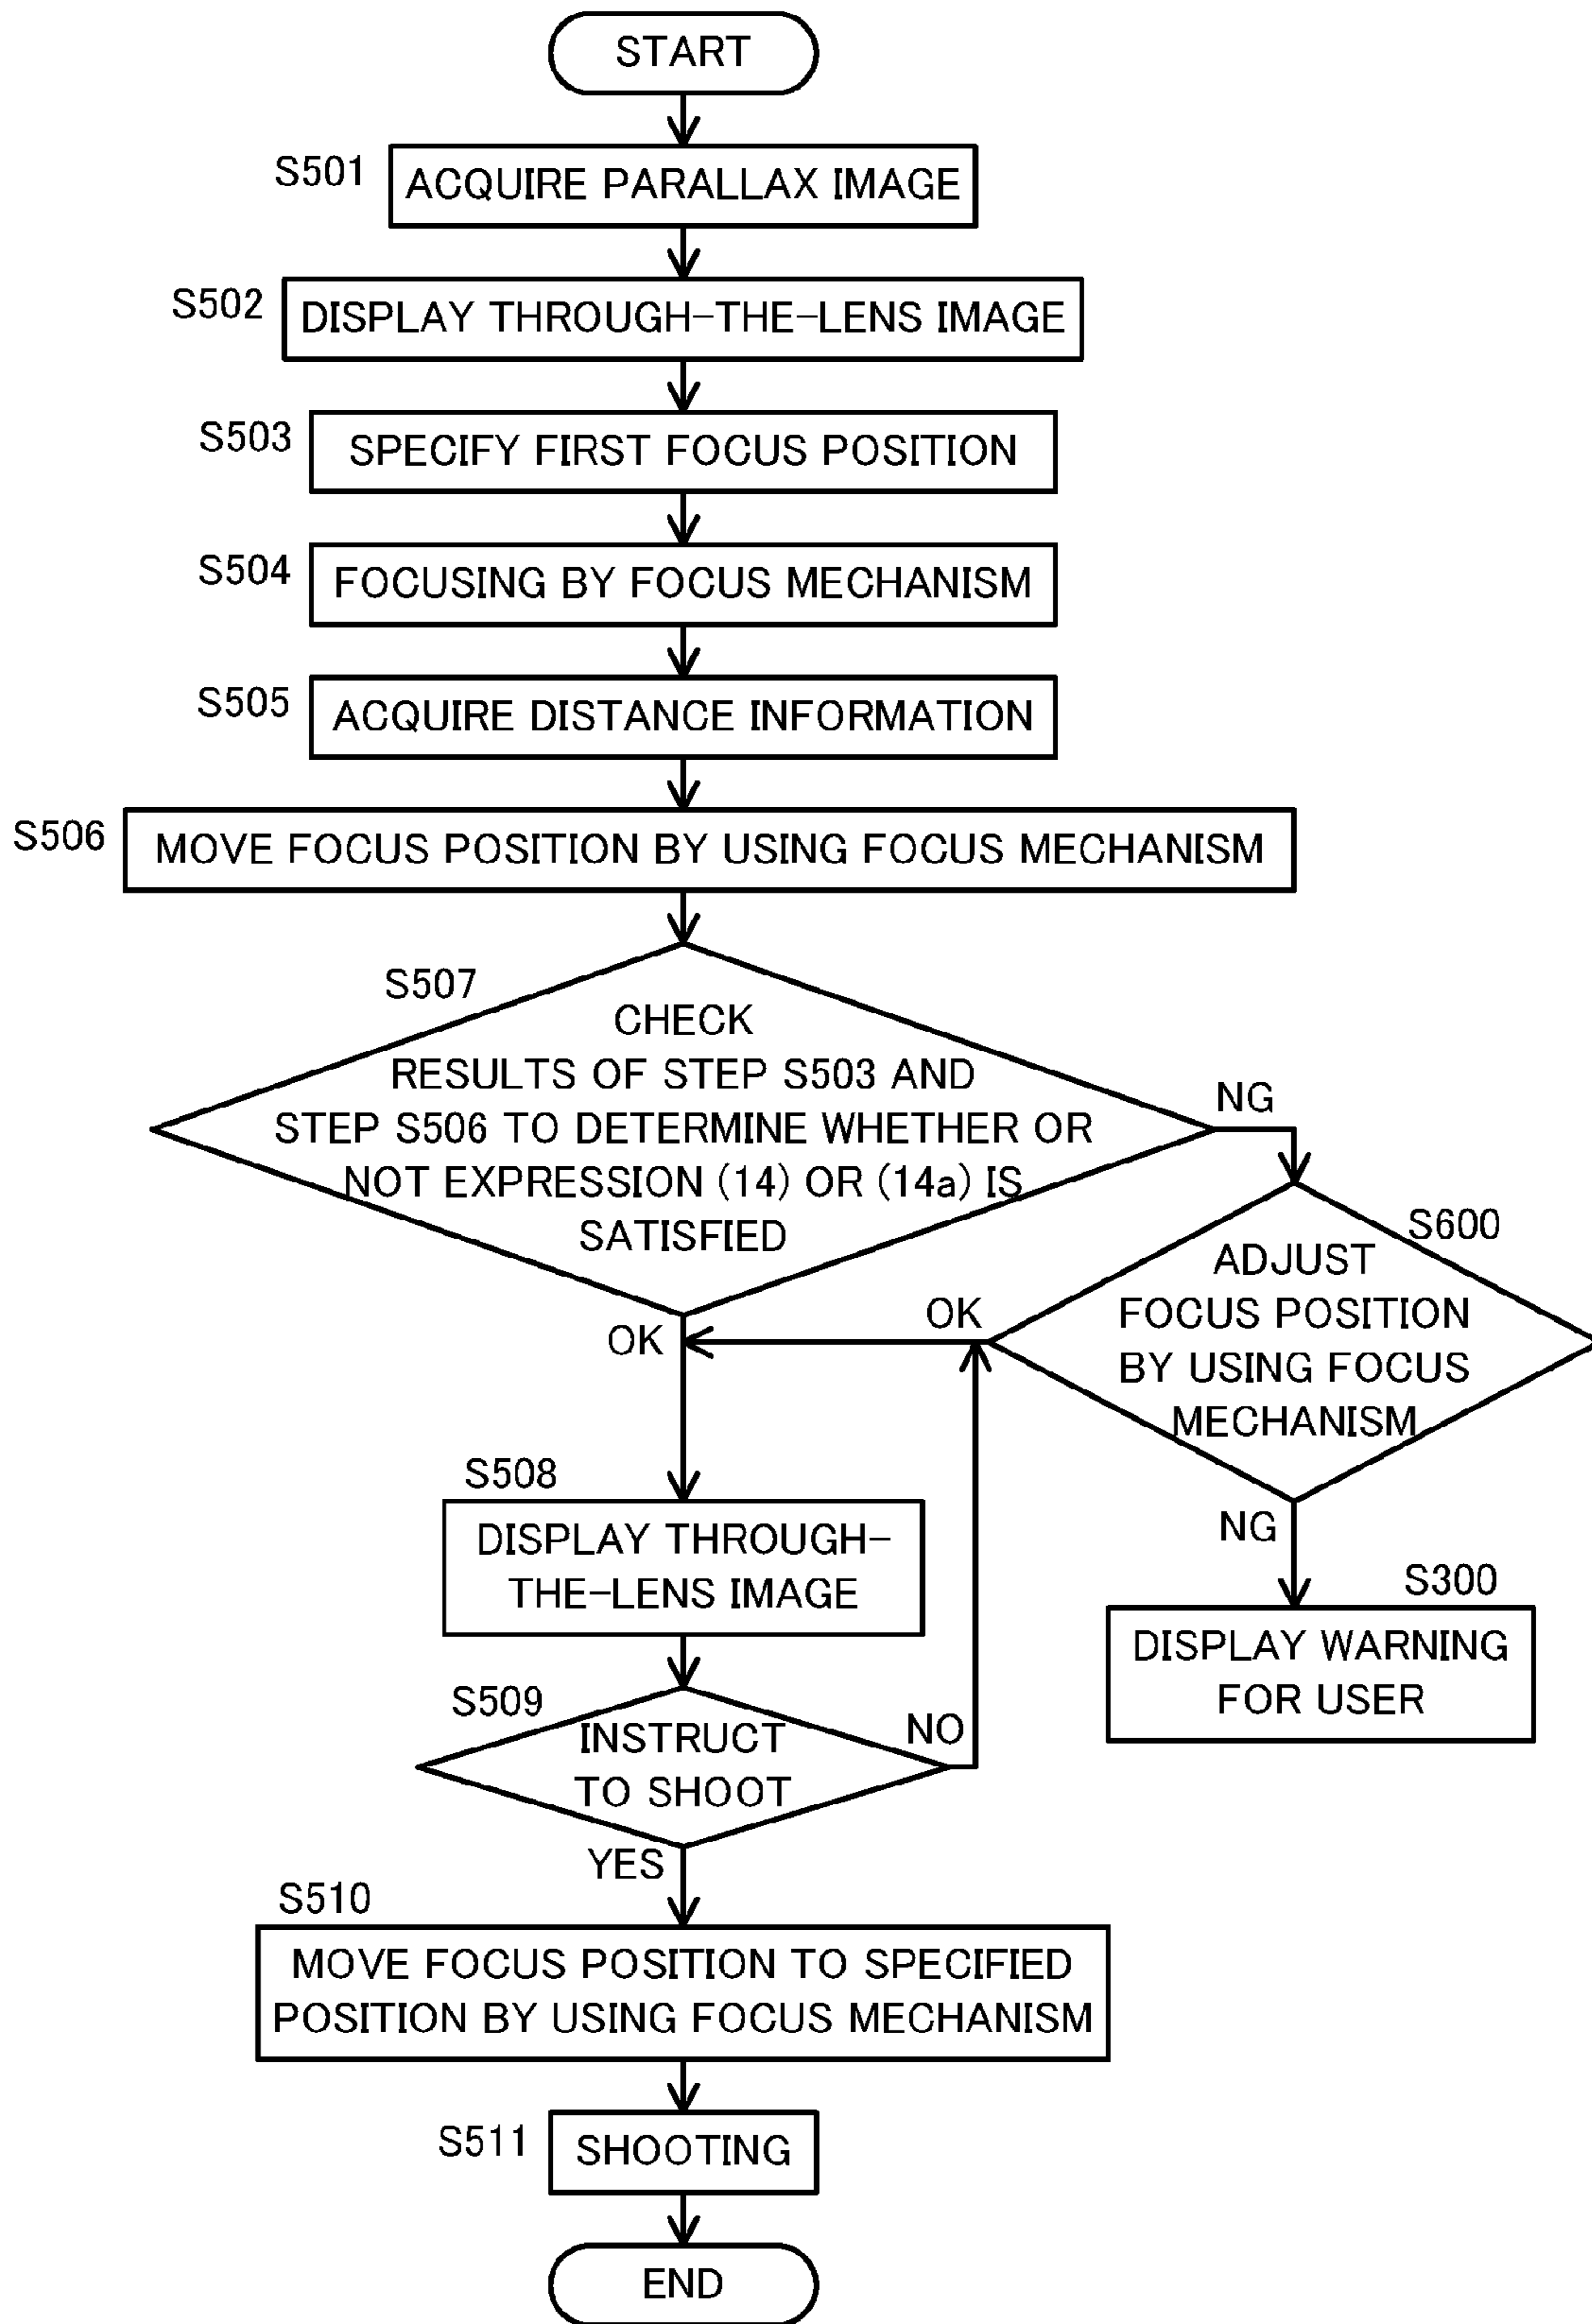 START
S501
ACQUIRE PARALLAX IMAGE
S502
DISPLAY THROUGH-THE-LENS IMAGE
S503
SPECIFY FIRST FOCUS POSITION
S504
FOCUSING BY FOCUS MECHANISM
S505
ACQUIRE DISTANCE INFORMATION
S506
MOVE FOCUS POSITION BY USING FOCUS MECHANISM
S507
CHECK
RESULTS OF STEP S503 AND
STEP S506 TO DETERMINE WHETHER OR
NOT EXPRESSION (14) OR (14a) IS
SATISFIED
NG
S600
ADJUST
FOCUS POSITION
BY USING FOCUS
MECHANISM
OK
OK
NG
S300
DISPLAY WARNING
FOR USER
S508
DISPLAY THROUGH-
THE-LENS IMAGE
S509
INSTRUCT
TO SHOOT
NO
YES
S510
MOVE FOCUS POSITION TO SPECIFIED
POSITION BY USING FOCUS MECHANISM
S511
SHOOTING
END